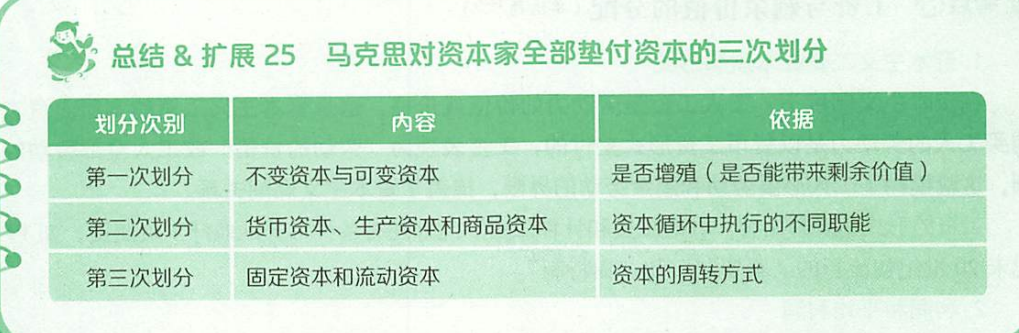 总结 & 扩展 25 马克思对资本家全部垫付资本的三次划分
划分次别 内容 依据
第一次划分 不变资本与可变资本 是否增殖（是否能带来剩余价值）
第二次划分 货币资本、生产资本和商品资本 资本循环中执行的不同职能
第三次划分 固定资本和流动资本 资本的周转方式